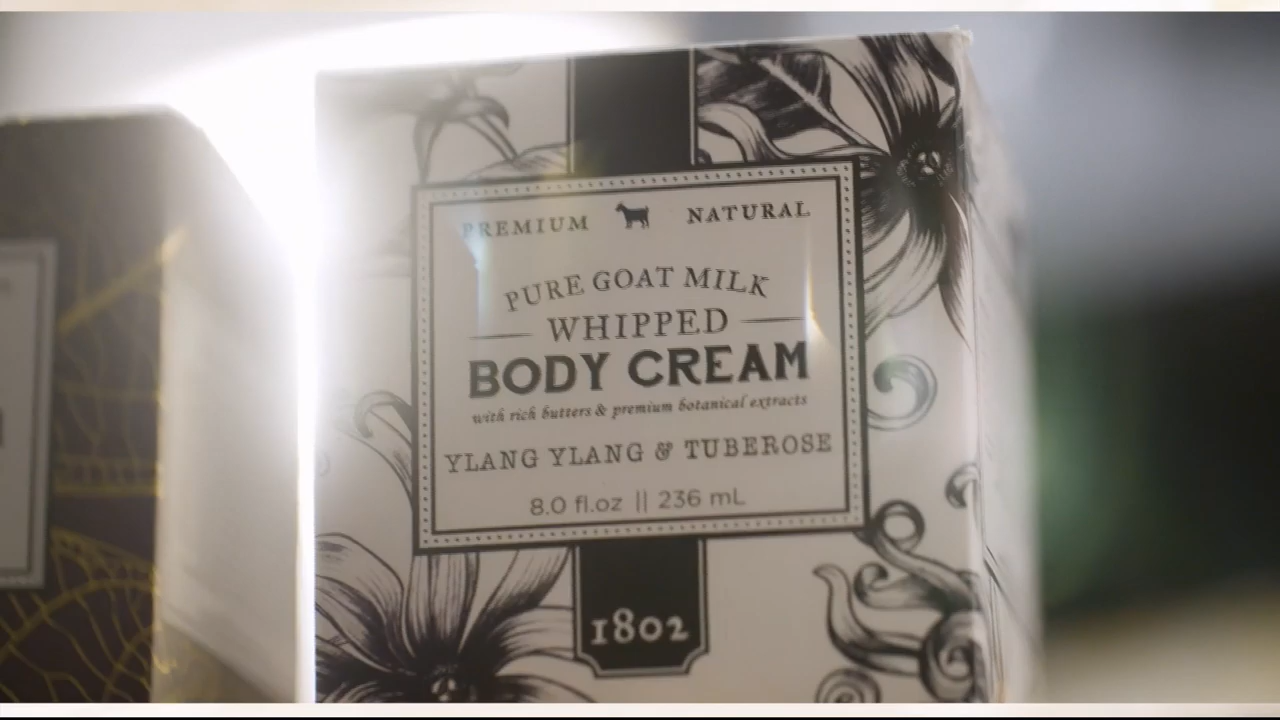 PREMIUM NATURAL
PURE GOAT MILK
WHIPPED
BODY CREAM
with rich butters & premium botanical extracts
YLANG YLANG & TUBEROSE
8.0 fl.oz || 236 mL
1802